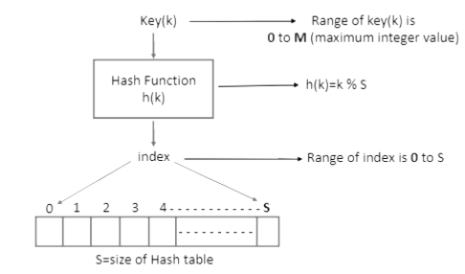 Key(k)
Range of key(k) is
0 to M (maximum integer value)
Hash Function
h(k)
h(k)=k % S
index
Range of index is 0 to S
0 1 2 3 4 - - - - - - - - - - - - S
- - - - - - - - - -
S=size of Hash table